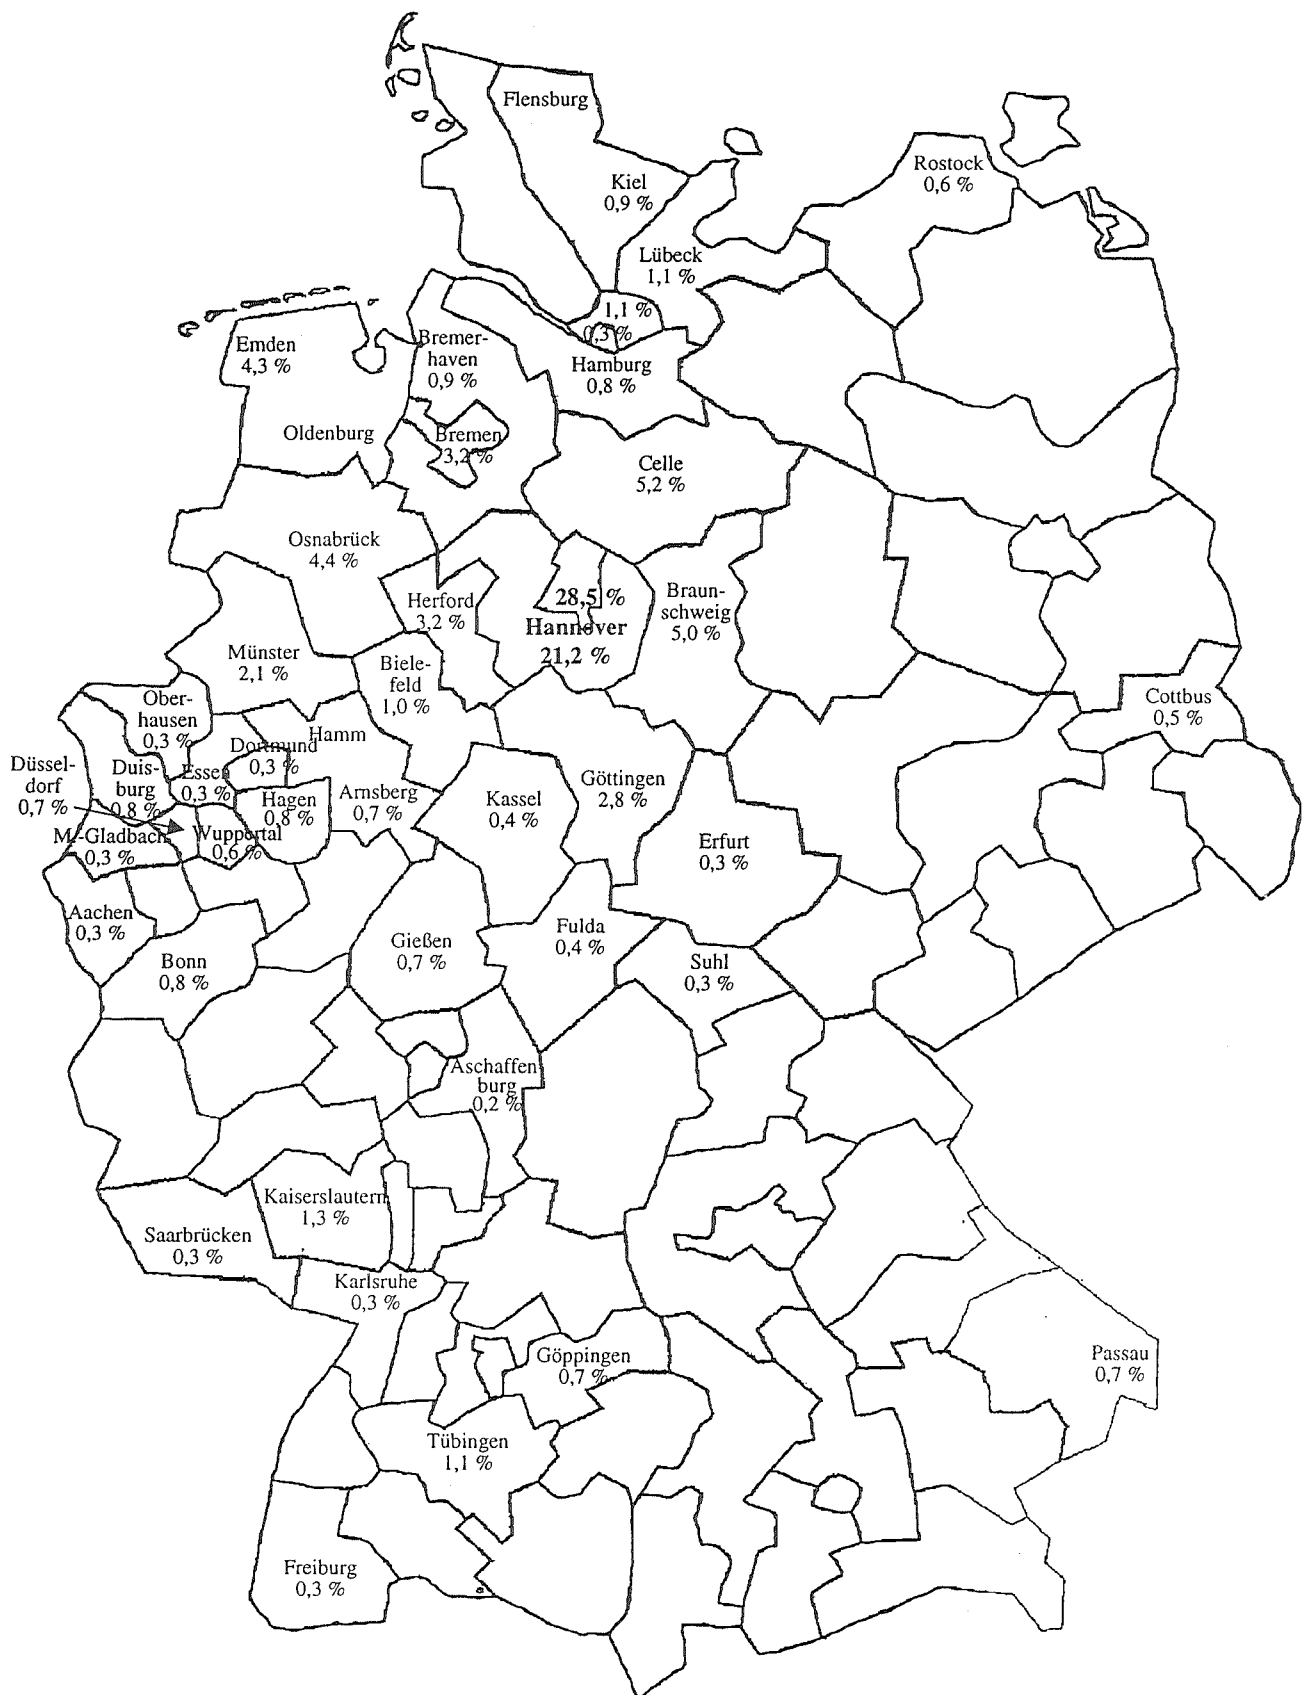 Flensburg
Rostock
0,6 %
Kiel
0,9 %
Lübeck
1,1 %
1,1 %
0,3 %
Emden
4,3 %
Bremer-
haven
0,9 %
Hamburg
0,8 %
Oldenburg
Bremen
3,2 %
Celle
5,2 %
Osnabrück
4,4 %
Herford
3,2 %
28,5 %
Hannover
21,2 %
Braun-
schweig
5,0 %
Münster
2,1 %
Biele-
feld
1,0 %
Ober-
hausen
0,3 %
Cottbus
0,5 %
Dortmund
0,3 %
Hamm
Düssel-
dorf
0,7 %
Duis-
burg
0,8 %
Essen
0,3 %
Hagen
0,8 %
Arnsberg
0,7 %
Kassel
0,4 %
Göttingen
2,8 %
M.-Gladbach
0,3 %
Wuppertal
0,6 %
Erfurt
0,3 %
Aachen
0,3 %
Bonn
0,8 %
Gießen
0,7 %
Fulda
0,4 %
Suhl
0,3 %
Aschaffen
burg
0,2 %
Kaiserslautern
1,3 %
Saarbrücken
0,3 %
Karlsruhe
0,3 %
Göppingen
0,7 %
Passau
0,7 %
Tübingen
1,1 %
Freiburg
0,3 %